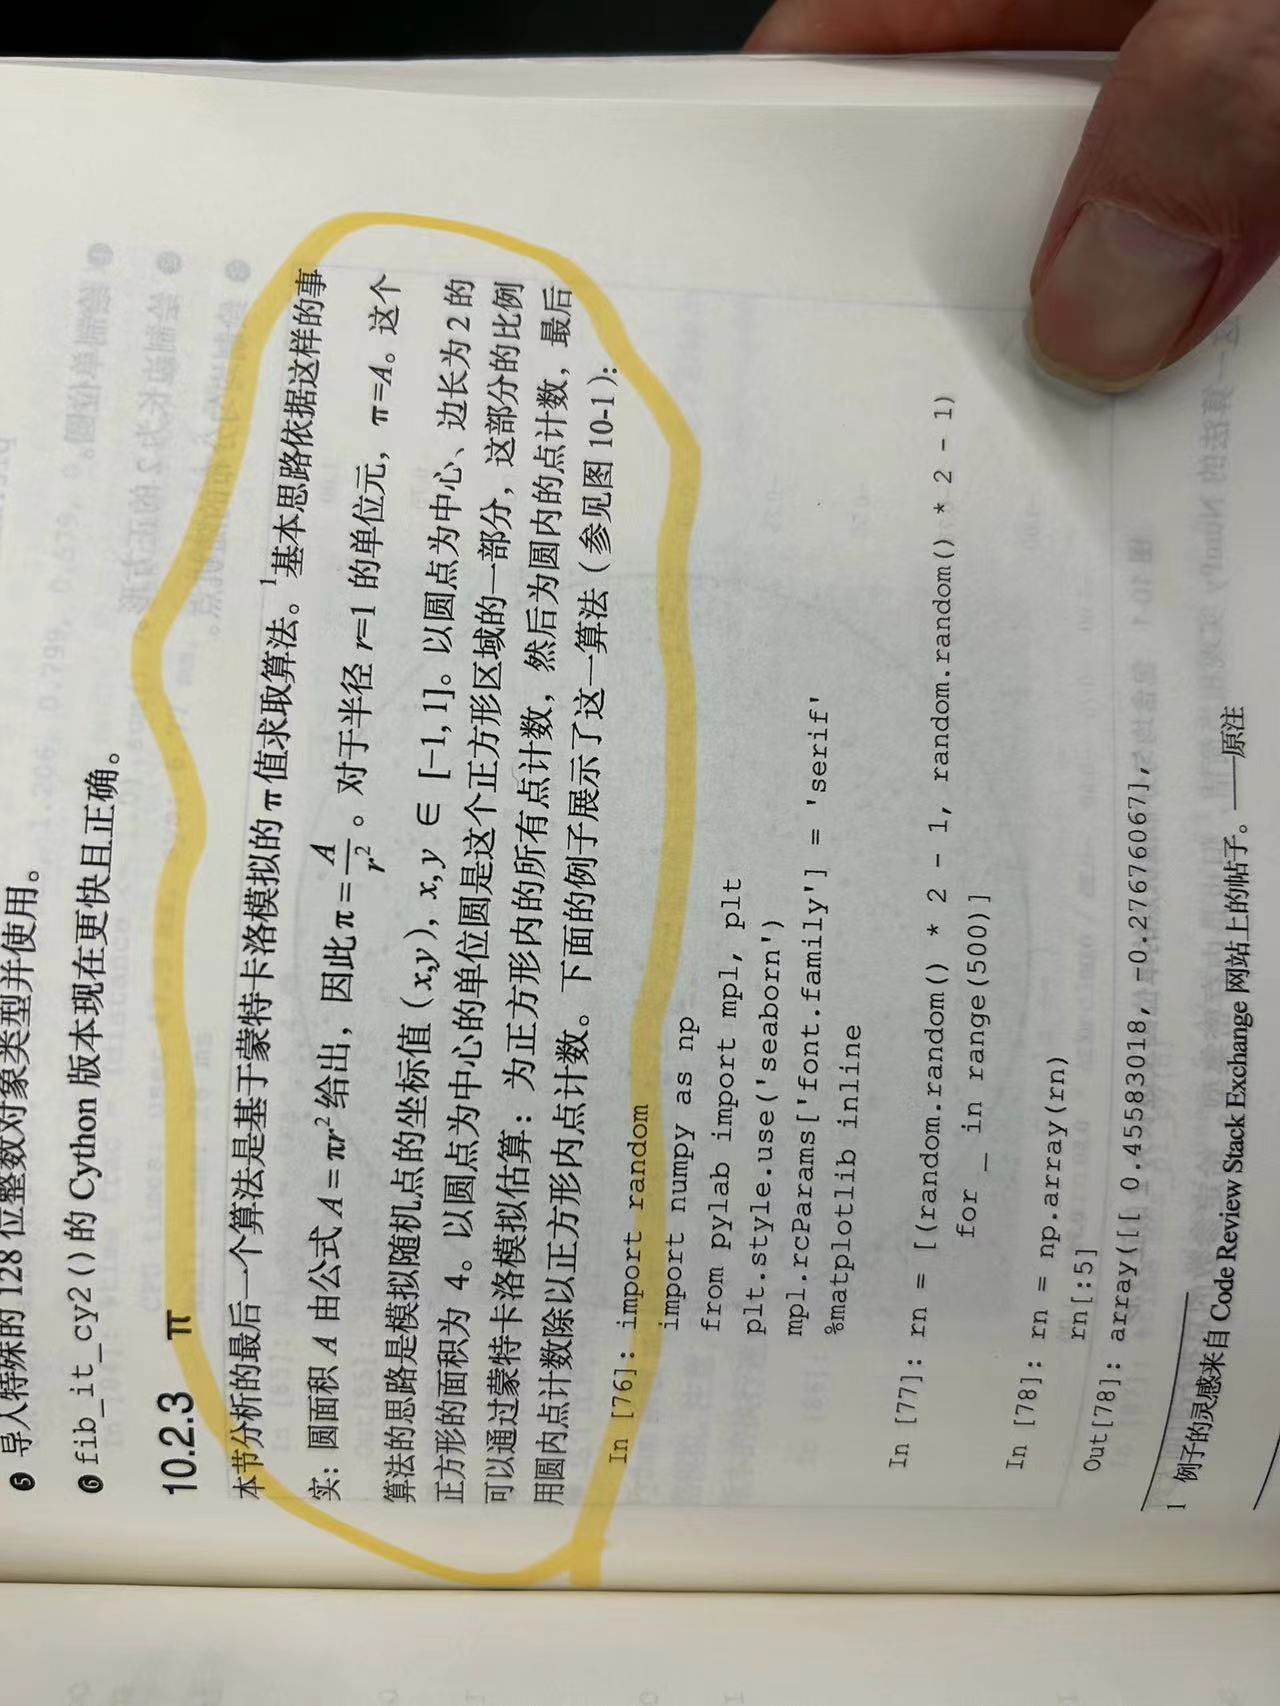 ❺ 导入特殊的 128 位整数对象类型并使用。
❻ fib_it_cy2()的 Cython 版本现在更快且正确。
10.2.3 π
本节分析的最后一个算法是基于蒙特卡洛模拟的 π 值求取算法。¹基本思路依据这样的事
实：圆面积 A 由公式 A = πr² 给出，因此 π = A/r²。对于半径 r=1 的单位元，π=A。这个
算法的思路是模拟随机点的坐标值（x,y），x,y ∈ [−1, 1]。以圆点为中心、边长为 2 的
正方形的面积为 4。以圆点为中心的单位圆是这个正方形区域的一部分，这部分的比例
可以通过蒙特卡洛模拟估算：为正方形内的所有点计数，然后为圆内的点计数，最后
用圆内点计数除以正方形内点计数。下面的例子展示了这一算法（参见图 10-1）：
In [76]: import random
import numpy as np
from pylab import mpl, plt
plt.style.use('seaborn')
mpl.rcParams['font.family'] = 'serif'
%matplotlib inline
In [77]: rn = [(random.random() * 2 - 1, random.random() * 2 - 1)
for _ in range(500)]
In [78]: rn = np.array(rn)
rn[:5]
Out[78]: array([[ 0.45583018, -0.27676067],
1 例子的灵感来自 Code Review Stack Exchange 网站上的帖子。——原注